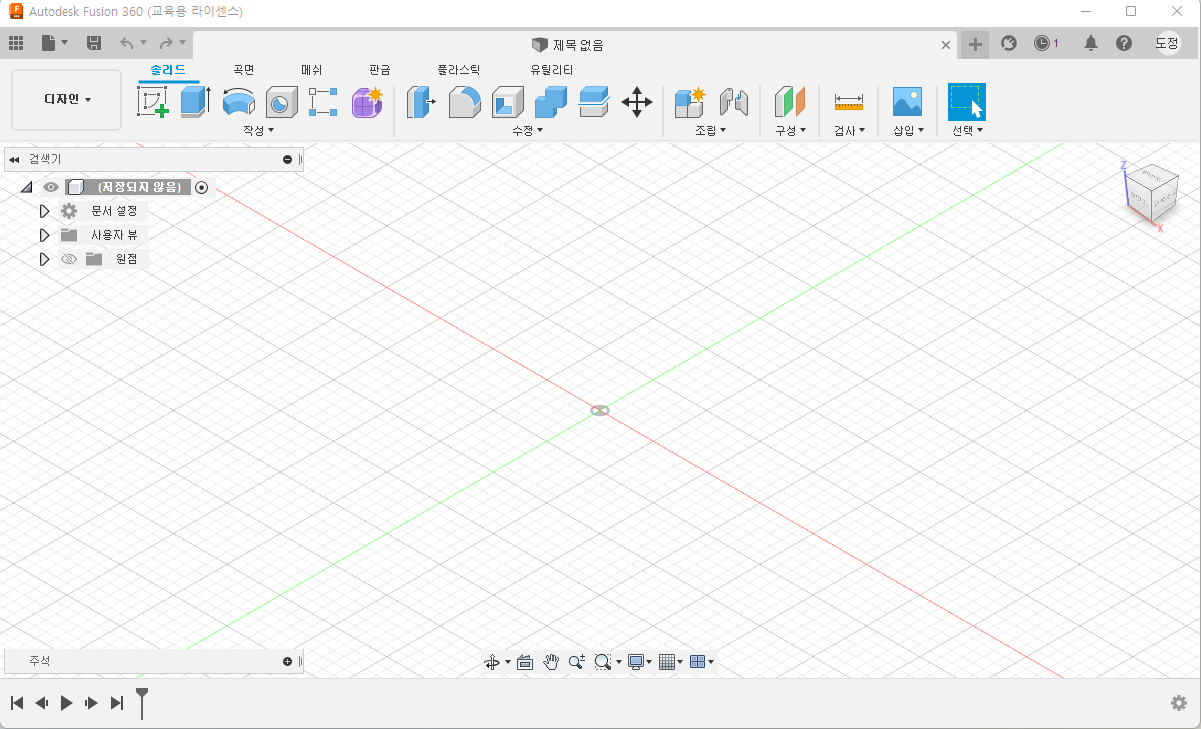 Autodesk Fusion 360 (교육용 라이센스)
제목 없음
1
도정
디자인
솔리드 곡면 메쉬 판금 플라스틱 유틸리티
작성 수정 조립 구성 검사 삽입 선택
검색기
(저장되지 않음)
문서 설정
사용자 뷰
원점
Z
X
주석